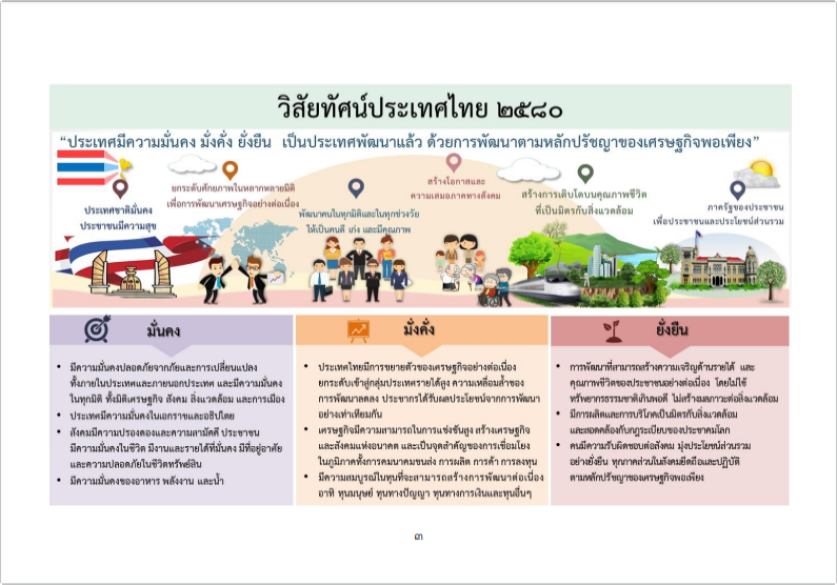 วิสัยทัศน์ประเทศไทย ๒๕๘๐
“ประเทศมีความมั่นคง มั่งคั่ง ยั่งยืน เป็นประเทศพัฒนาแล้ว ด้วยการพัฒนาตามหลักปรัชญาของเศรษฐกิจพอเพียง”
ประเทศชาติมั่นคง
ประชาชนมีความสุข
ยกระดับศักยภาพในหลากหลายมิติ
เพื่อการพัฒนาเศรษฐกิจอย่างต่อเนื่อง
พัฒนาคนในทุกมิติและในทุกช่วงวัย
ให้เป็นคนดี เก่ง และมีคุณภาพ
สร้างโอกาสและ
ความเสมอภาคทางสังคม
สร้างการเติบโตบนคุณภาพชีวิต
ที่เป็นมิตรกับสิ่งแวดล้อม
ภาครัฐของประชาชน
เพื่อประชาชนและประโยชน์ส่วนรวม
มั่นคง
• มีความมั่นคงปลอดภัยจากภัยและการเปลี่ยนแปลง
ทั้งภายในประเทศและภายนอกประเทศ และมีความมั่นคง
ในทุกมิติ ทั้งมิติเศรษฐกิจ สังคม สิ่งแวดล้อม และการเมือง
• ประเทศมีความมั่นคงในเอกราชและอธิปไตย
• สังคมมีความปรองดองและความสามัคคี ประชาชน
มีความมั่นคงในชีวิต มีงานและรายได้ที่มั่นคง มีที่อยู่อาศัย
และความปลอดภัยในชีวิตทรัพย์สิน
• มีความมั่นคงของอาหาร พลังงาน และน้ำ
มั่งคั่ง
• ประเทศไทยมีการขยายตัวของเศรษฐกิจอย่างต่อเนื่อง
ยกระดับเข้าสู่กลุ่มประเทศรายได้สูง ความเหลื่อมล้ำของ
การพัฒนาลดลง ประชากรได้รับผลประโยชน์จากการพัฒนา
อย่างเท่าเทียมกัน
• เศรษฐกิจมีความสามารถในการแข่งขันสูง สร้างเศรษฐกิจ
และสังคมแห่งอนาคต และเป็นจุดสำคัญของการเชื่อมโยง
ในภูมิภาคทั้งการคมนาคมขนส่ง การผลิต การค้า การลงทุน
• มีความสมบูรณ์ในทุนที่จะสามารถสร้างการพัฒนาต่อเนื่อง
อาทิ ทุนมนุษย์ ทุนทางปัญญา ทุนทางการเงินและทุนอื่นๆ
ยั่งยืน
• การพัฒนาที่สามารถสร้างความเจริญด้านรายได้ และ
คุณภาพชีวิตของประชาชนอย่างต่อเนื่อง โดยไม่ใช้
ทรัพยากรธรรมชาติเกินพอดี ไม่สร้างมลภาวะต่อสิ่งแวดล้อม
• มีการผลิตและการบริโภคเป็นมิตรกับสิ่งแวดล้อม
และสอดคล้องกับกฎระเบียบของประชาคมโลก
• คนมีความรับผิดชอบต่อสังคม มุ่งประโยชน์ส่วนรวม
อย่างยั่งยืน ทุกภาคส่วนในสังคมยึดถือและปฏิบัติ
ตามหลักปรัชญาของเศรษฐกิจพอเพียง
๓